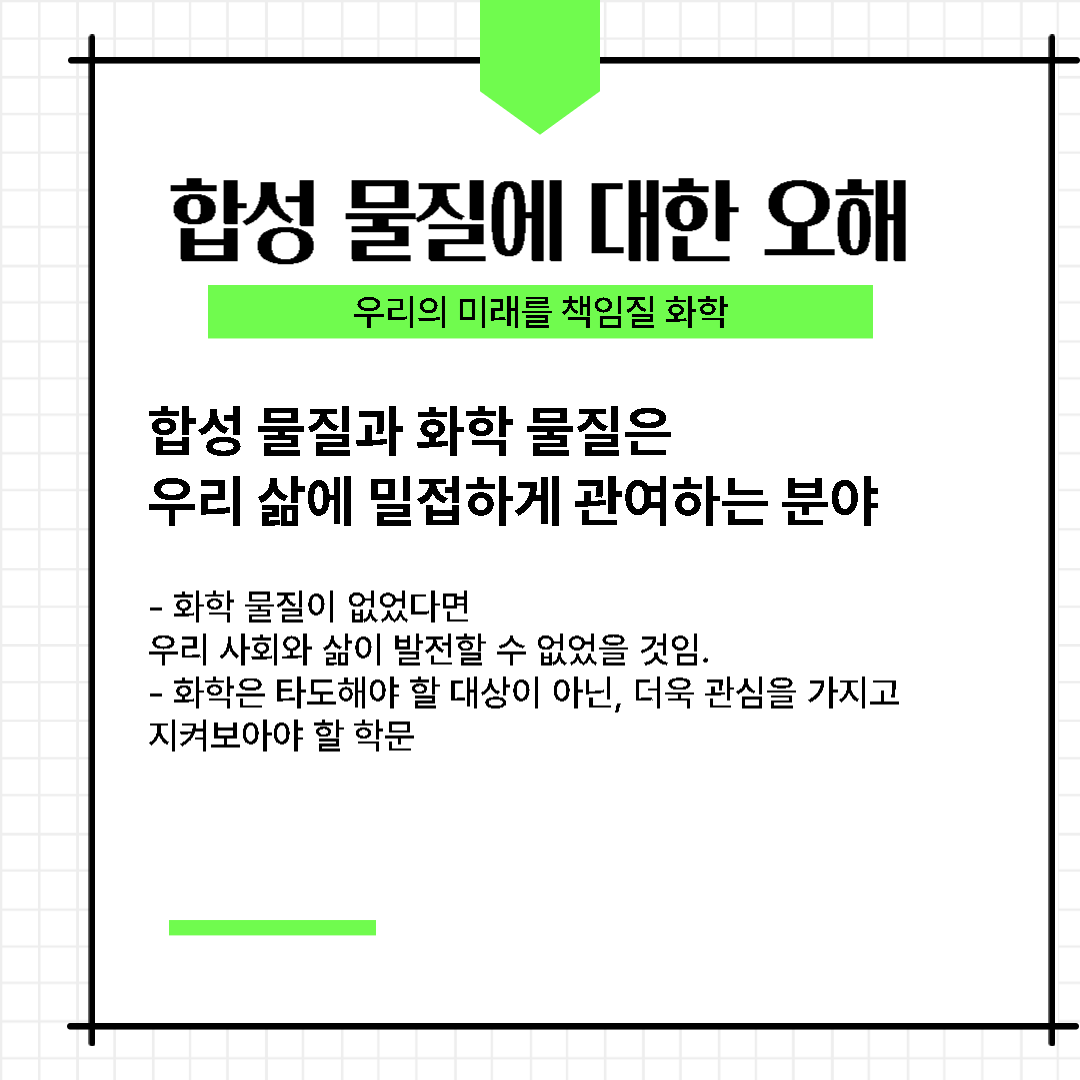 합성 물질에 대한 오해
우리의 미래를 책임질 화학
합성 물질과 화학 물질은
우리 삶에 밀접하게 관여하는 분야
- 화학 물질이 없었다면
우리 사회와 삶이 발전할 수 없었을 것임.
- 화학은 타도해야 할 대상이 아닌, 더욱 관심을 가지고
지켜보아야 할 학문